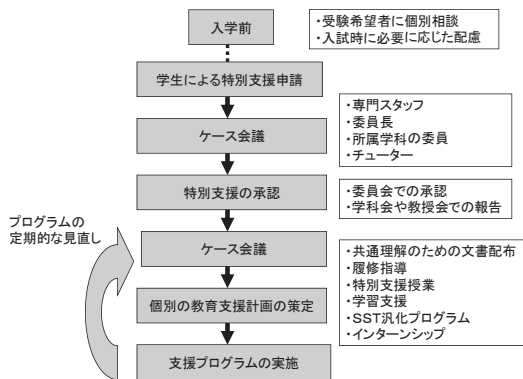 入学前
・受験希望者に個別相談
・入試時に必要に応じた配慮
学生による特別支援申請
ケース会議
・専門スタッフ
・委員長
・所属学科の委員
・チューター
特別支援の承認
・委員会での承認
・学科会や教授会での報告
プログラムの
定期的な見直し
ケース会議
・共通理解のための文書配布
・履修指導
・特別支援授業
・学習支援
・SST汎化プログラム
・インターンシップ
個別の教育支援計画の策定
支援プログラムの実施